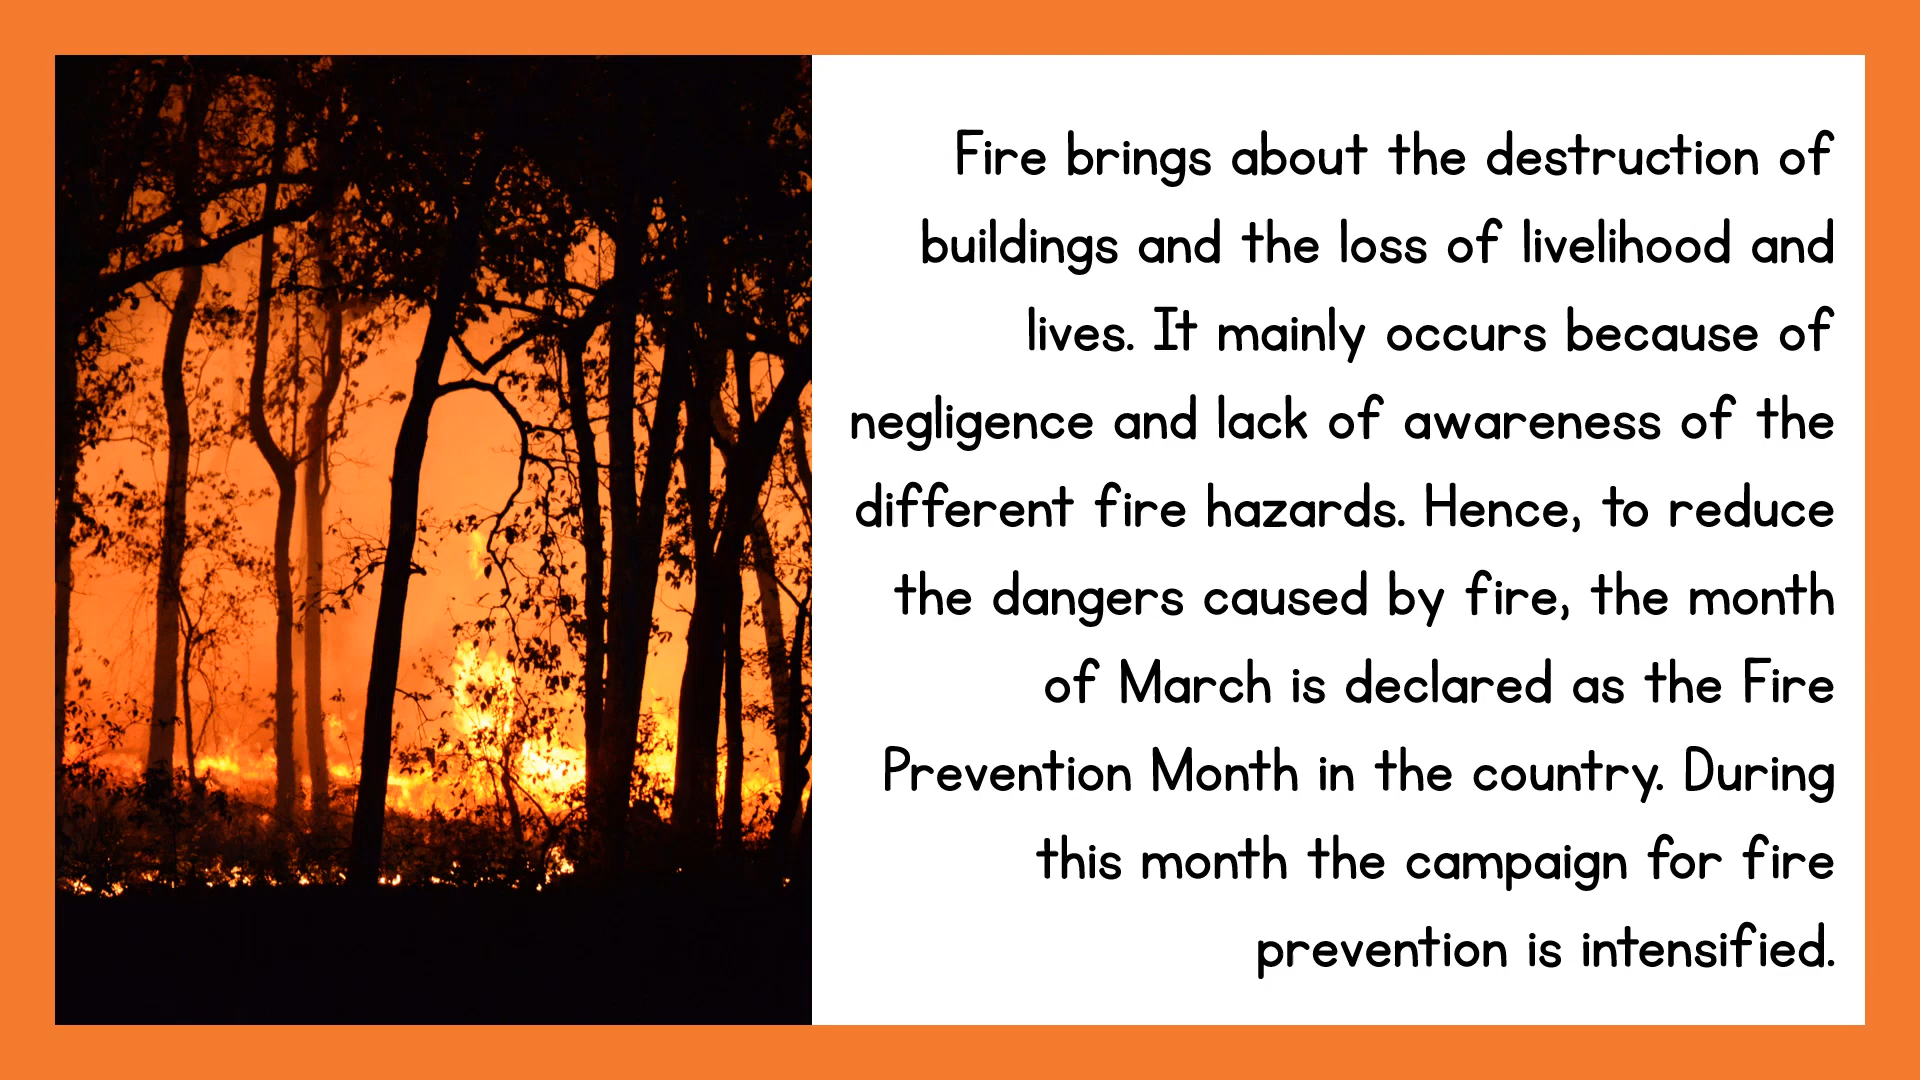 Fire brings about the destruction of
buildings and the loss of livelihood and
lives. It mainly occurs because of
negligence and lack of awareness of the
different fire hazards. Hence, to reduce
the dangers caused by fire, the month
of March is declared as the Fire
Prevention Month in the country. During
this month the campaign for fire
prevention is intensified.